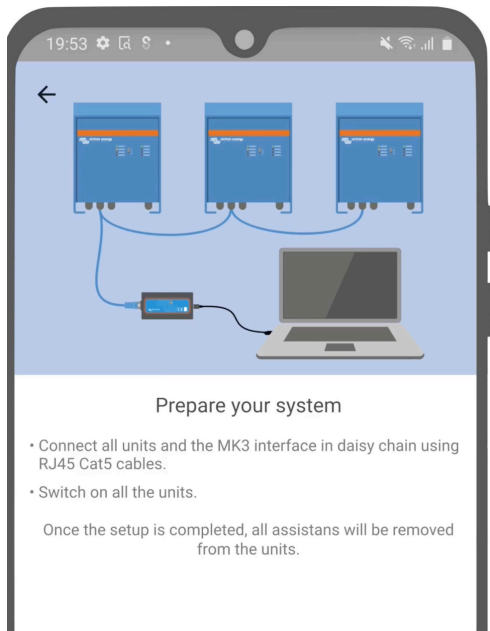 19:53
Prepare your system
• Connect all units and the MK3 interface in daisy chain using
RJ45 Cat5 cables.
• Switch on all the units.
Once the setup is completed, all assistans will be removed
from the units.